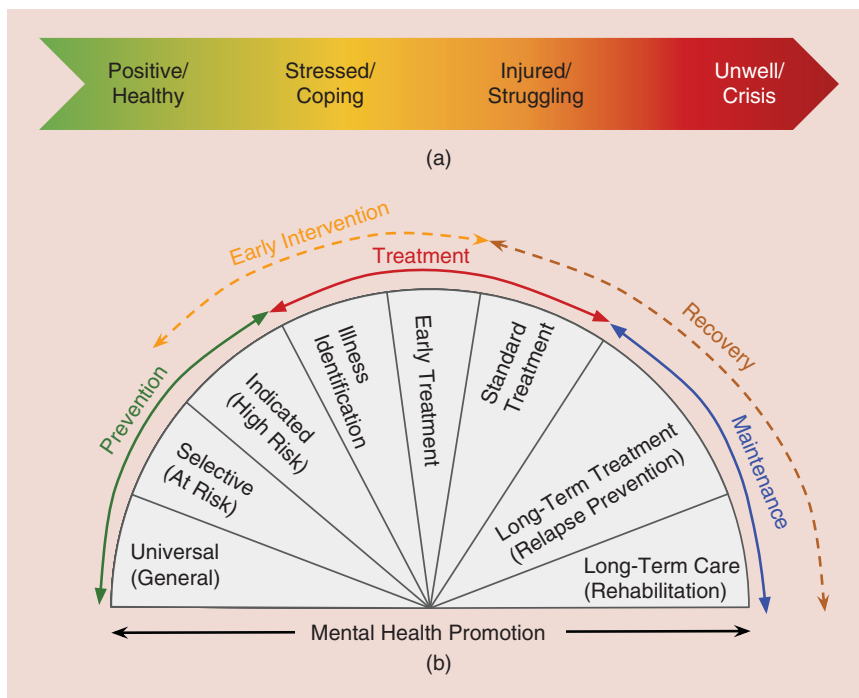 Positive/
Healthy
Stressed/
Coping
Injured/
Struggling
Unwell/
Crisis
(a)
Early Intervention
Treatment
Recovery
Prevention
Maintenance
Universal
(General)
Selective
(At Risk)
Indicated
(High Risk)
Illness
Identification
Early Treatment
Standard
Treatment
Long-Term Treatment
(Relapse Prevention)
Long-Term Care
(Rehabilitation)
Mental Health Promotion
(b)